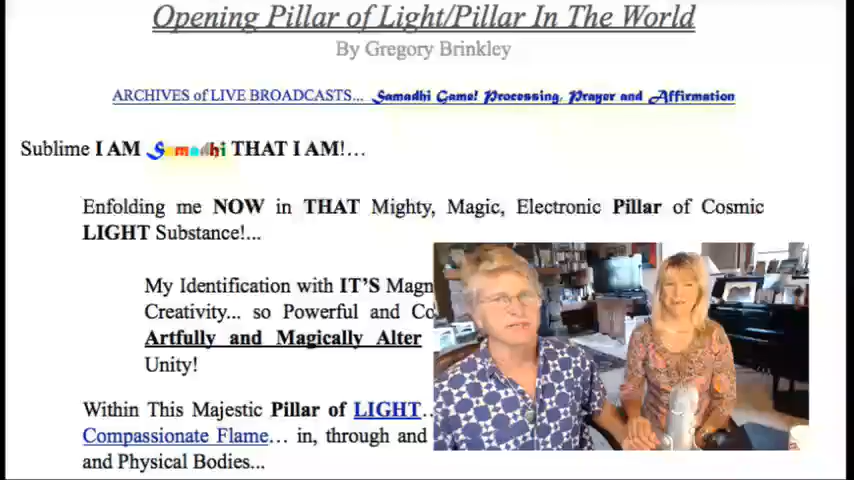 Opening Pillar of Light/Pillar In The World
By Gregory Brinkley
ARCHIVES of LIVE BROADCASTS... Samadhi Game! Processing, Prayer and Affirmation
Sublime I AM Samadhi THAT I AM!...
Enfolding me NOW in THAT Mighty, Magic, Electronic Pillar of Cosmic
LIGHT Substance!...
My Identification with IT'S Magn
Creativity... so Powerful and Co
Artfully and Magically Alter
Unity!
Within This Majestic Pillar of LIGHT...
Compassionate Flame... in, through and
and Physical Bodies...